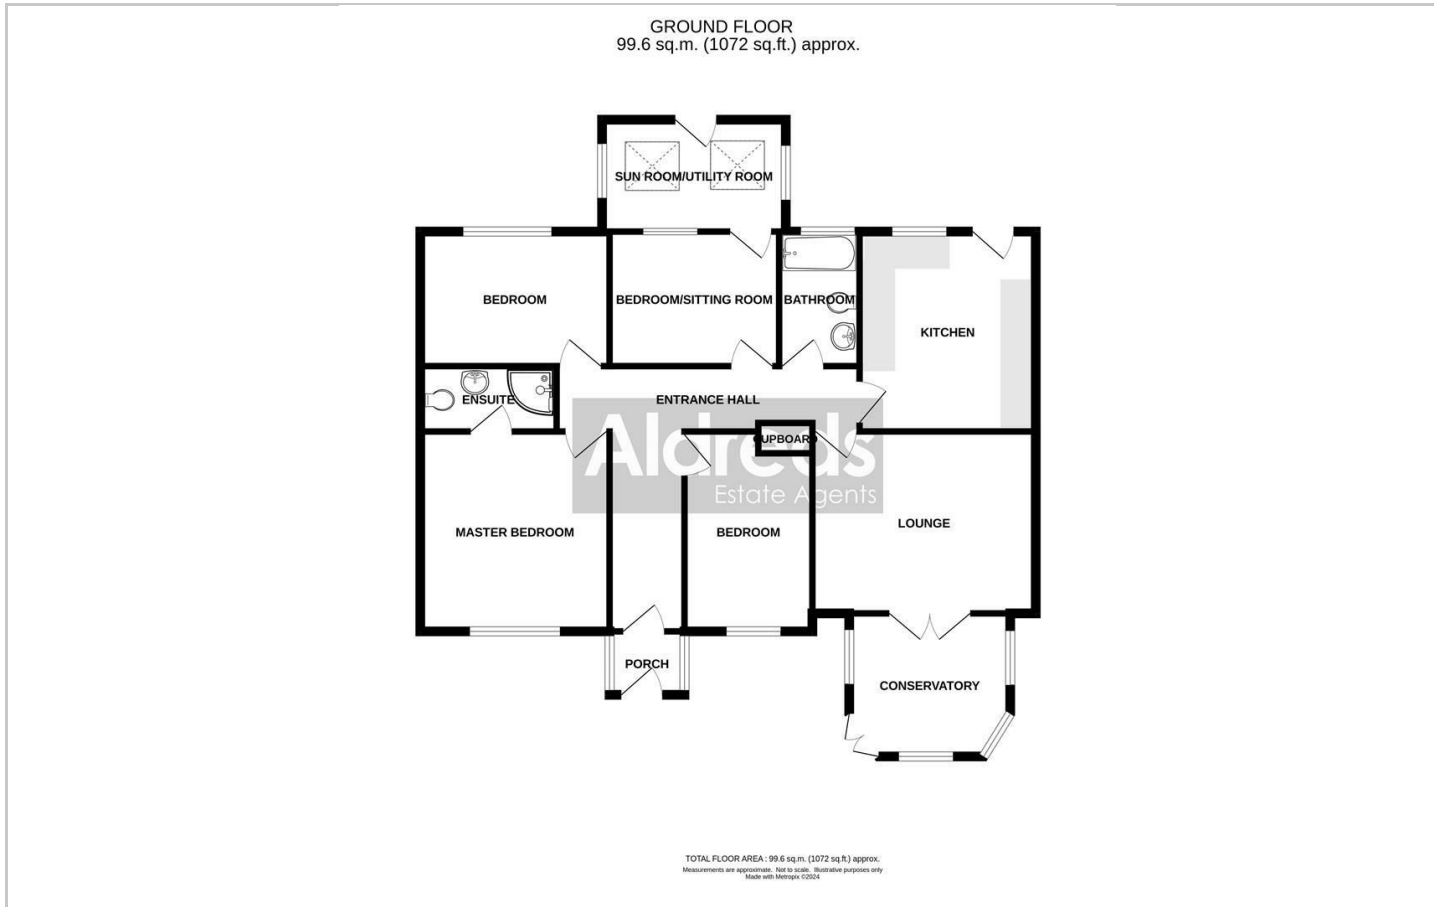 GROUND FLOOR
99.6 sq.m. (1072 sq.ft.) approx.
SUN ROOM/UTILITY ROOM
BEDROOM
BEDROOM/SITTING ROOM
BATHROOM
KITCHEN
ENSUITE
ENTRANCE HALL
CUPBOARD
Aldreds
Estate Agents
LOUNGE
MASTER BEDROOM
BEDROOM
PORCH
CONSERVATORY
TOTAL FLOOR AREA : 99.6 sq.m. (1072 sq.ft.) approx.
Measurements are approximate. Not to scale. Illustrative purposes only
Made with Metropix ©2024